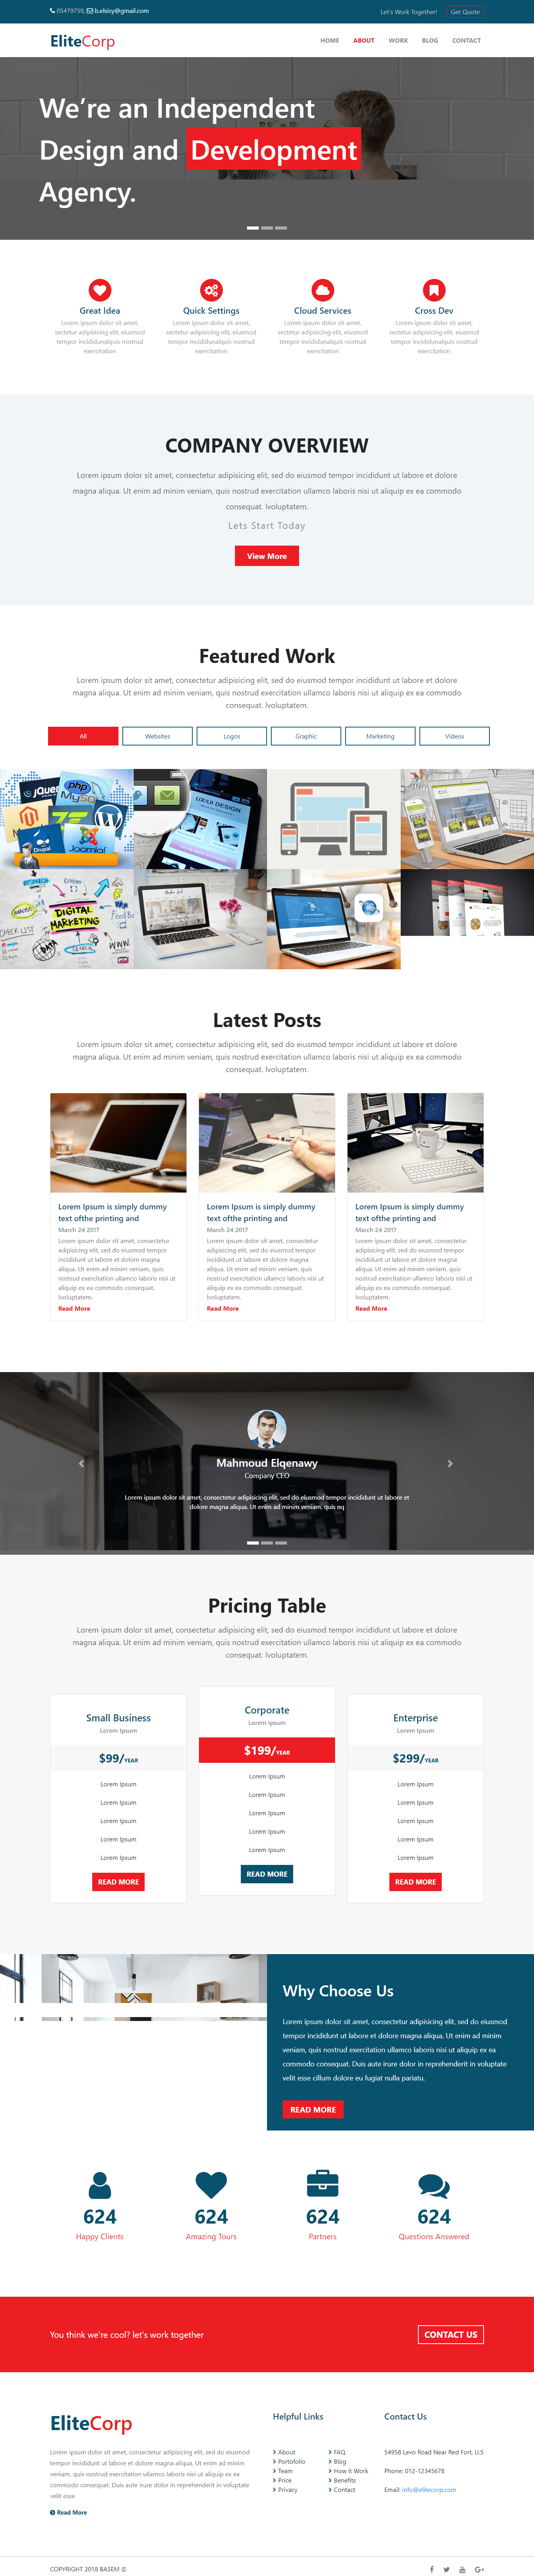 05479759, b.elsisy@gmail.com
Let's Work Together! Get Quote
EliteCorp
HOME ABOUT WORK BLOG CONTACT
We're an Independent
Design and Development
Agency.
Great Idea
Lorem ipsum dolor sit amet,
sectetur adipisicing elit, eiusmod
tempor incididunalquis nostrud
exercitation
Quick Settings
Lorem ipsum dolor sit amet,
sectetur adipisicing elit, eiusmod
tempor incididunalquis nostrud
exercitation
Cloud Services
Lorem ipsum dolor sit amet,
sectetur adipisicing elit, eiusmod
tempor incididunalquis nostrud
exercitation
Cross Dev
Lorem ipsum dolor sit amet,
sectetur adipisicing elit, eiusmod
tempor incididunalquis nostrud
exercitation
COMPANY OVERVIEW
Lorem ipsum dolor sit amet, consectetur adipisicing elit, sed do eiusmod tempor incididunt ut labore et dolore
magna aliqua. Ut enim ad minim veniam, quis nostrud exercitation ullamco laboris nisi ut aliquip ex ea commodo
consequat. lvoluptatem.
Lets Start Today
View More
Featured Work
Lorem ipsum dolor sit amet, consectetur adipisicing elit, sed do eiusmod tempor incididunt ut labore et dolore
magna aliqua. Ut enim ad minim veniam, quis nostrud exercitation ullamco laboris nisi ut aliquip ex ea commodo
consequat. lvoluptatem.
All Websites Logos Graphic Marketing Videos
jQuery
php
MySQL
Drupal
Joomla!
UX/UI DESIGN
ANALYSIS
DIGITAL
MARKETING
CHECK LIST
DATA
SEARCH
WWW
Latest Posts
Lorem ipsum dolor sit amet, consectetur adipisicing elit, sed do eiusmod tempor incididunt ut labore et dolore
magna aliqua. Ut enim ad minim veniam, quis nostrud exercitation ullamco laboris nisi ut aliquip ex ea commodo
consequat. lvoluptatem.
Lorem Ipsum is simply dummy
text ofthe printing and
March 24 2017
Lorem ipsum dolor sit amet, consectetur
adipisicing elit, sed do eiusmod tempor
incididunt ut labore et dolore magna
aliqua. Ut enim ad minim veniam, quis
nostrud exercitation ullamco laboris nisi ut
aliquip ex ea commodo consequat.
lvoluptatem.
Read More
Lorem Ipsum is simply dummy
text ofthe printing and
March 24 2017
Lorem ipsum dolor sit amet, consectetur
adipisicing elit, sed do eiusmod tempor
incididunt ut labore et dolore magna
aliqua. Ut enim ad minim veniam, quis
nostrud exercitation ullamco laboris nisi ut
aliquip ex ea commodo consequat.
lvoluptatem.
Read More
Lorem Ipsum is simply dummy
text ofthe printing and
March 24 2017
Lorem ipsum dolor sit amet, consectetur
adipisicing elit, sed do eiusmod tempor
incididunt ut labore et dolore magna
aliqua. Ut enim ad minim veniam, quis
nostrud exercitation ullamco laboris nisi ut
aliquip ex ea commodo consequat.
lvoluptatem.
Read More
Mahmoud Elqenawy
Company CEO
Lorem ipsum dolor sit amet, consectetur adipisicing elit, sed do eiusmod tempor incididunt ut labore et
dolore magna aliqua. Ut enim ad minim veniam, quis nq
Pricing Table
Lorem ipsum dolor sit amet, consectetur adipisicing elit, sed do eiusmod tempor incididunt ut labore et dolore
magna aliqua. Ut enim ad minim veniam, quis nostrud exercitation ullamco laboris nisi ut aliquip ex ea commodo
consequat. lvoluptatem.
Small Business
Lorem Ipsum
$99/YEAR
Lorem Ipsum
Lorem Ipsum
Lorem Ipsum
Lorem Ipsum
Lorem Ipsum
READ MORE
Corporate
Lorem Ipsum
$199/YEAR
Lorem Ipsum
Lorem Ipsum
Lorem Ipsum
Lorem Ipsum
Lorem Ipsum
READ MORE
Enterprise
Lorem Ipsum
$299/YEAR
Lorem Ipsum
Lorem Ipsum
Lorem Ipsum
Lorem Ipsum
Lorem Ipsum
READ MORE
Why Choose Us
Lorem ipsum dolor sit amet, consectetur adipisicing elit, sed do eiusmod
tempor incididunt ut labore et dolore magna aliqua. Ut enim ad minim
veniam, quis nostrud exercitation ullamco laboris nisi ut aliquip ex ea
commodo consequat. Duis aute irure dolor in reprehenderit in voluptate
velit esse cillum dolore eu fugiat nulla pariatu.
READ MORE
624
Happy Clients
624
Amazing Tours
624
Partners
624
Questions Answered
You think we're cool? let's work together
CONTACT US
EliteCorp
Lorem ipsum dolor sit amet, consectetur adipisicing elit, sed do eiusmod
tempor incididunt ut labore et dolore magna aliqua. Ut enim ad minim
veniam, quis nostrud exercitation ullamco laboris nisi ut aliquip ex ea
commodo consequat. Duis aute irure dolor in reprehenderit in voluptate
velit esse
Read More
Helpful Links
About
Portofolio
Team
Price
Privacy
FAQ
Blog
How it Work
Benefits
Contact
Contact Us
54958 Levo Road Near Red Fort, U.S
Phone: 012-12345678
Email: info@elitecorp.com
COPYRIGHT 2018 BASEM ©